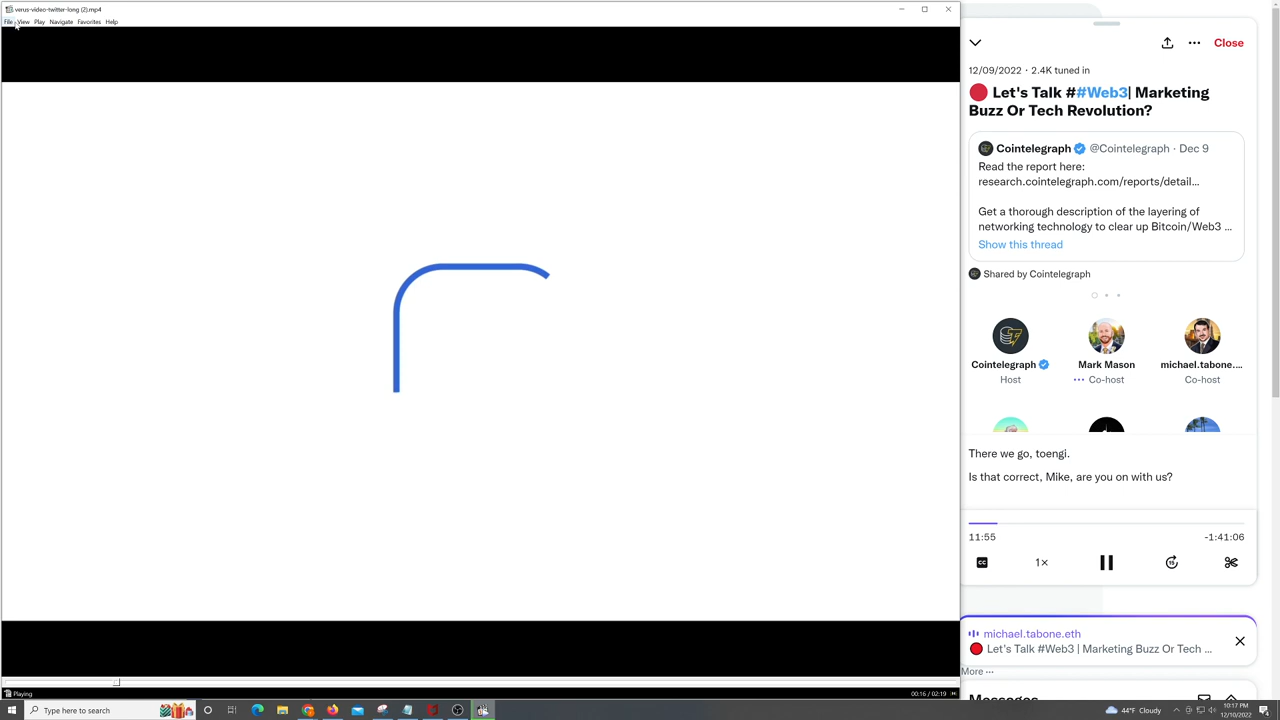 verus-video-twitter-long (2).mp4
File View Play Navigate Favorites Help
Close
12/09/2022 · 2.4K tuned in
Let's Talk ##Web3| Marketing
Buzz Or Tech Revolution?
Cointelegraph @Cointelegraph · Dec 9
Read the report here:
research.cointelegraph.com/reports/detail...
Get a thorough description of the layering of
networking technology to clear up Bitcoin/Web3 ...
Show this thread
Shared by Cointelegraph
Cointelegraph
Host
Mark Mason
Co-host
michael.tabone....
Co-host
There we go, toengi.
Is that correct, Mike, are you on with us?
11:55
-1:41:06
CC
1×
15
michael.tabone.eth
Let's Talk #Web3 | Marketing Buzz Or Tech ...
More ···
Messages
Playing
00:16 / 02:19
Type here to search
44°F Cloudy
10:17 PM
12/10/2022